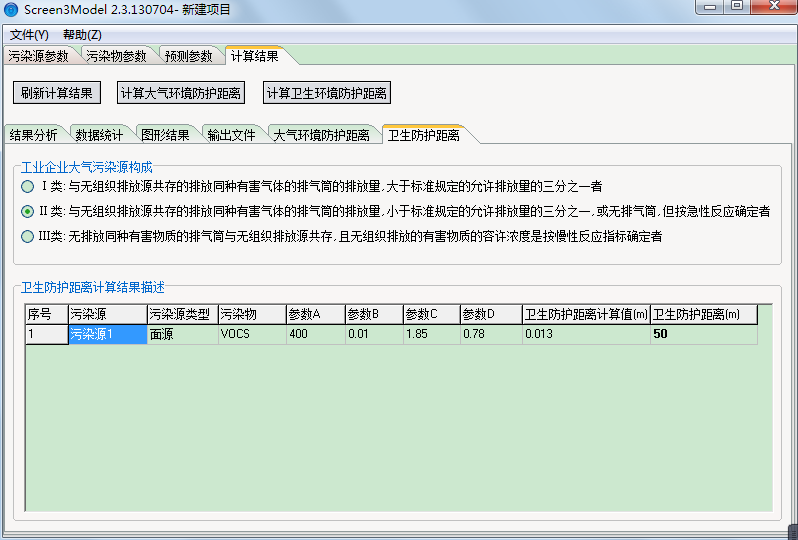 Screen3Model 2.3.130704- 新建项目
文件(Y) 帮助(Z)
污染源参数 污染物参数 预测参数 计算结果
刷新计算结果 计算大气环境防护距离 计算卫生环境防护距离
结果分析 数据统计 图形结果 输出文件 大气环境防护距离 卫生防护距离
工业企业大气污染源构成
I 类: 与无组织排放源共存的排放同种有害气体的排气筒的排放量, 大于标准规定的允许排放量的三分之一者
II 类: 与无组织排放源共存的排放同种有害气体的排气筒的排放量, 小于标准规定的允许排放量的三分之一, 或无排气筒, 但按急性反应确定者
III类: 无排放同种有害物质的排气筒与无组织排放源共存, 且无组织排放的有害物质的容许浓度是按慢性反应指标确定者
卫生防护距离计算结果描述
序号 污染源 污染源类型 污染物 参数A 参数B 参数C 参数D 卫生防护距离计算值(m) 卫生防护距离(m)
1 污染源1 面源 VOCS 400 0.01 1.85 0.78 0.013 50